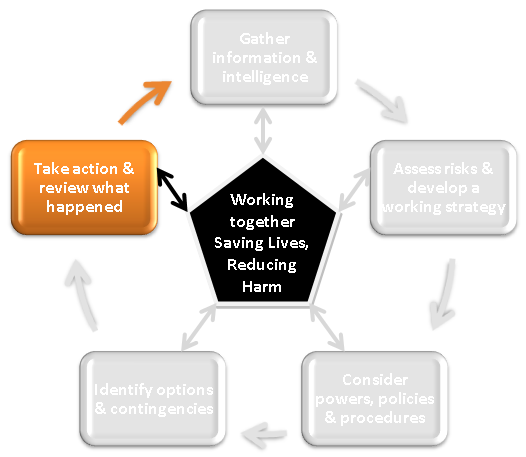 Gather
information &
intelligence
Assess risks &
develop a
working strategy
Consider
powers, policies
& procedures
Identify options
& contingencies
Take action &
review what
happened
Working
together
Saving Lives,
Reducing
Harm